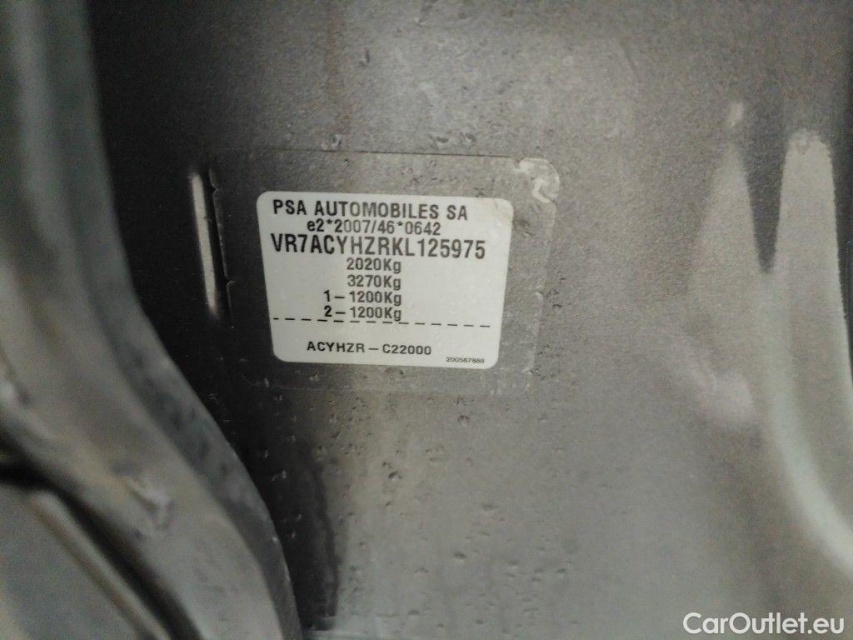 PSA AUTOMOBILES SA
e2*2007/46*0642
VR7ACYHZRKL125975
2020Kg
3270Kg
1-1200Kg
2-1200Kg
ACYHZR-C22000
CarOutlet.eu